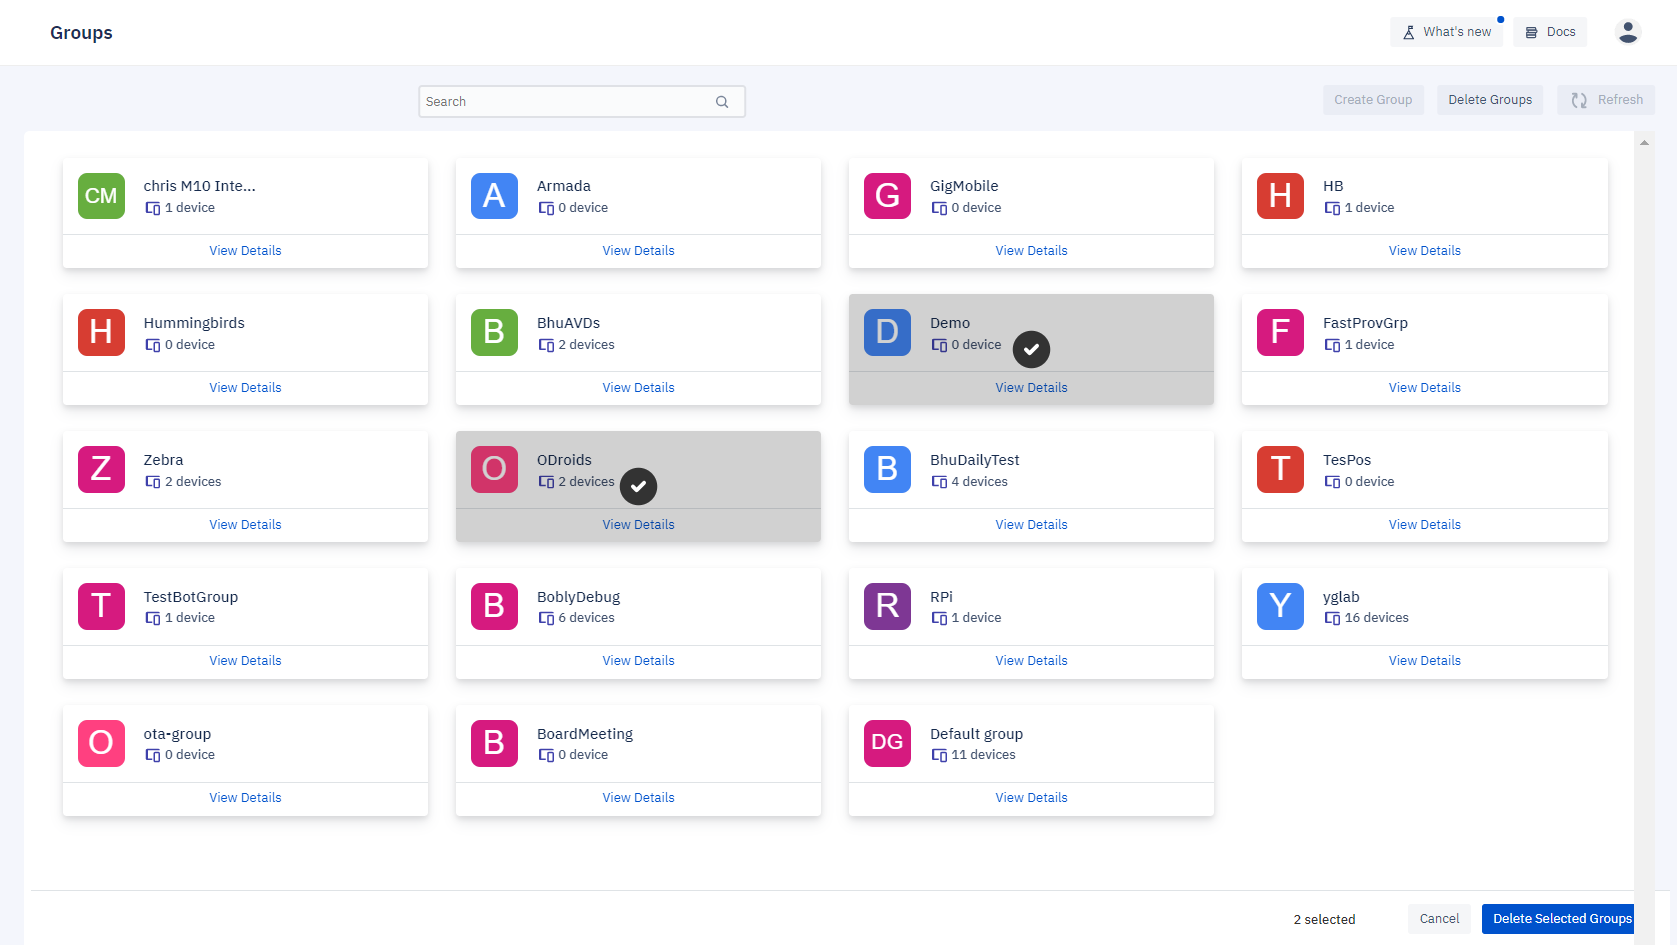 Groups
What's new
Docs
Search
Create Group
Delete Groups
Refresh
CM
chris M10 Inte...
1 device
View Details
A
Armada
0 device
View Details
G
GigMobile
0 device
View Details
H
HB
1 device
View Details
H
Hummingbirds
0 device
View Details
B
BhuAVDs
2 devices
View Details
D
Demo
0 device
View Details
F
FastProvGrp
1 device
View Details
Z
Zebra
2 devices
View Details
O
ODroids
2 devices
View Details
B
BhuDailyTest
4 devices
View Details
T
TesPos
0 device
View Details
T
TestBotGroup
1 device
View Details
B
BoblyDebug
6 devices
View Details
R
RPi
1 device
View Details
Y
yglab
16 devices
View Details
O
ota-group
0 device
View Details
B
BoardMeeting
0 device
View Details
DG
Default group
11 devices
View Details
2 selected
Cancel
Delete Selected Groups